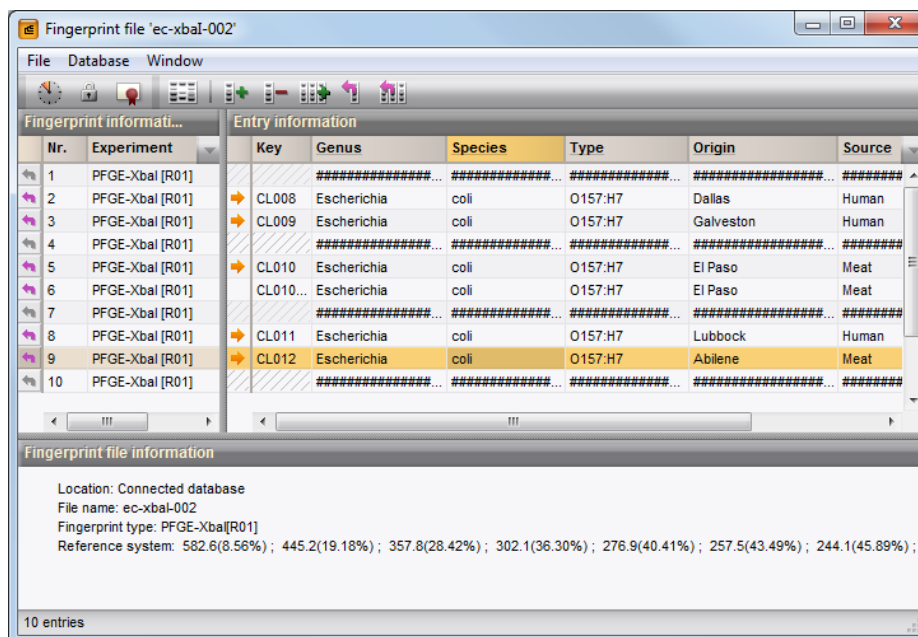 Fingerprint file 'ec-xbaI-002'
File Database Window
Fingerprint informati... Entry information
Nr. Experiment Key Genus Species Type Origin Source
1 PFGE-XbaI [R01] ############### ... ############# ... ############# ... ################# ... ########
2 PFGE-XbaI [R01] CL008 Escherichia coli O157:H7 Dallas Human
3 PFGE-XbaI [R01] CL009 Escherichia coli O157:H7 Galveston Human
4 PFGE-XbaI [R01] ############### ... ############# ... ############# ... ################# ... ########
5 PFGE-XbaI [R01] CL010 Escherichia coli O157:H7 El Paso Meat
6 PFGE-XbaI [R01] CL010... Escherichia coli O157:H7 El Paso Meat
7 PFGE-XbaI [R01] ############### ... ############# ... ############# ... ################# ... ########
8 PFGE-XbaI [R01] CL011 Escherichia coli O157:H7 Lubbock Human
9 PFGE-XbaI [R01] CL012 Escherichia coli O157:H7 Abilene Meat
10 PFGE-XbaI [R01] ############### ... ############# ... ############# ... ################# ... ########
Fingerprint file information
Location: Connected database
File name: ec-xbaI-002
Fingerprint type: PFGE-XbaI[R01]
Reference system: 582.6(8.56%) ; 445.2(19.18%) ; 357.8(28.42%) ; 302.1(36.30%) ; 276.9(40.41%) ; 257.5(43.49%) ; 244.1(45.89%) ;
10 entries